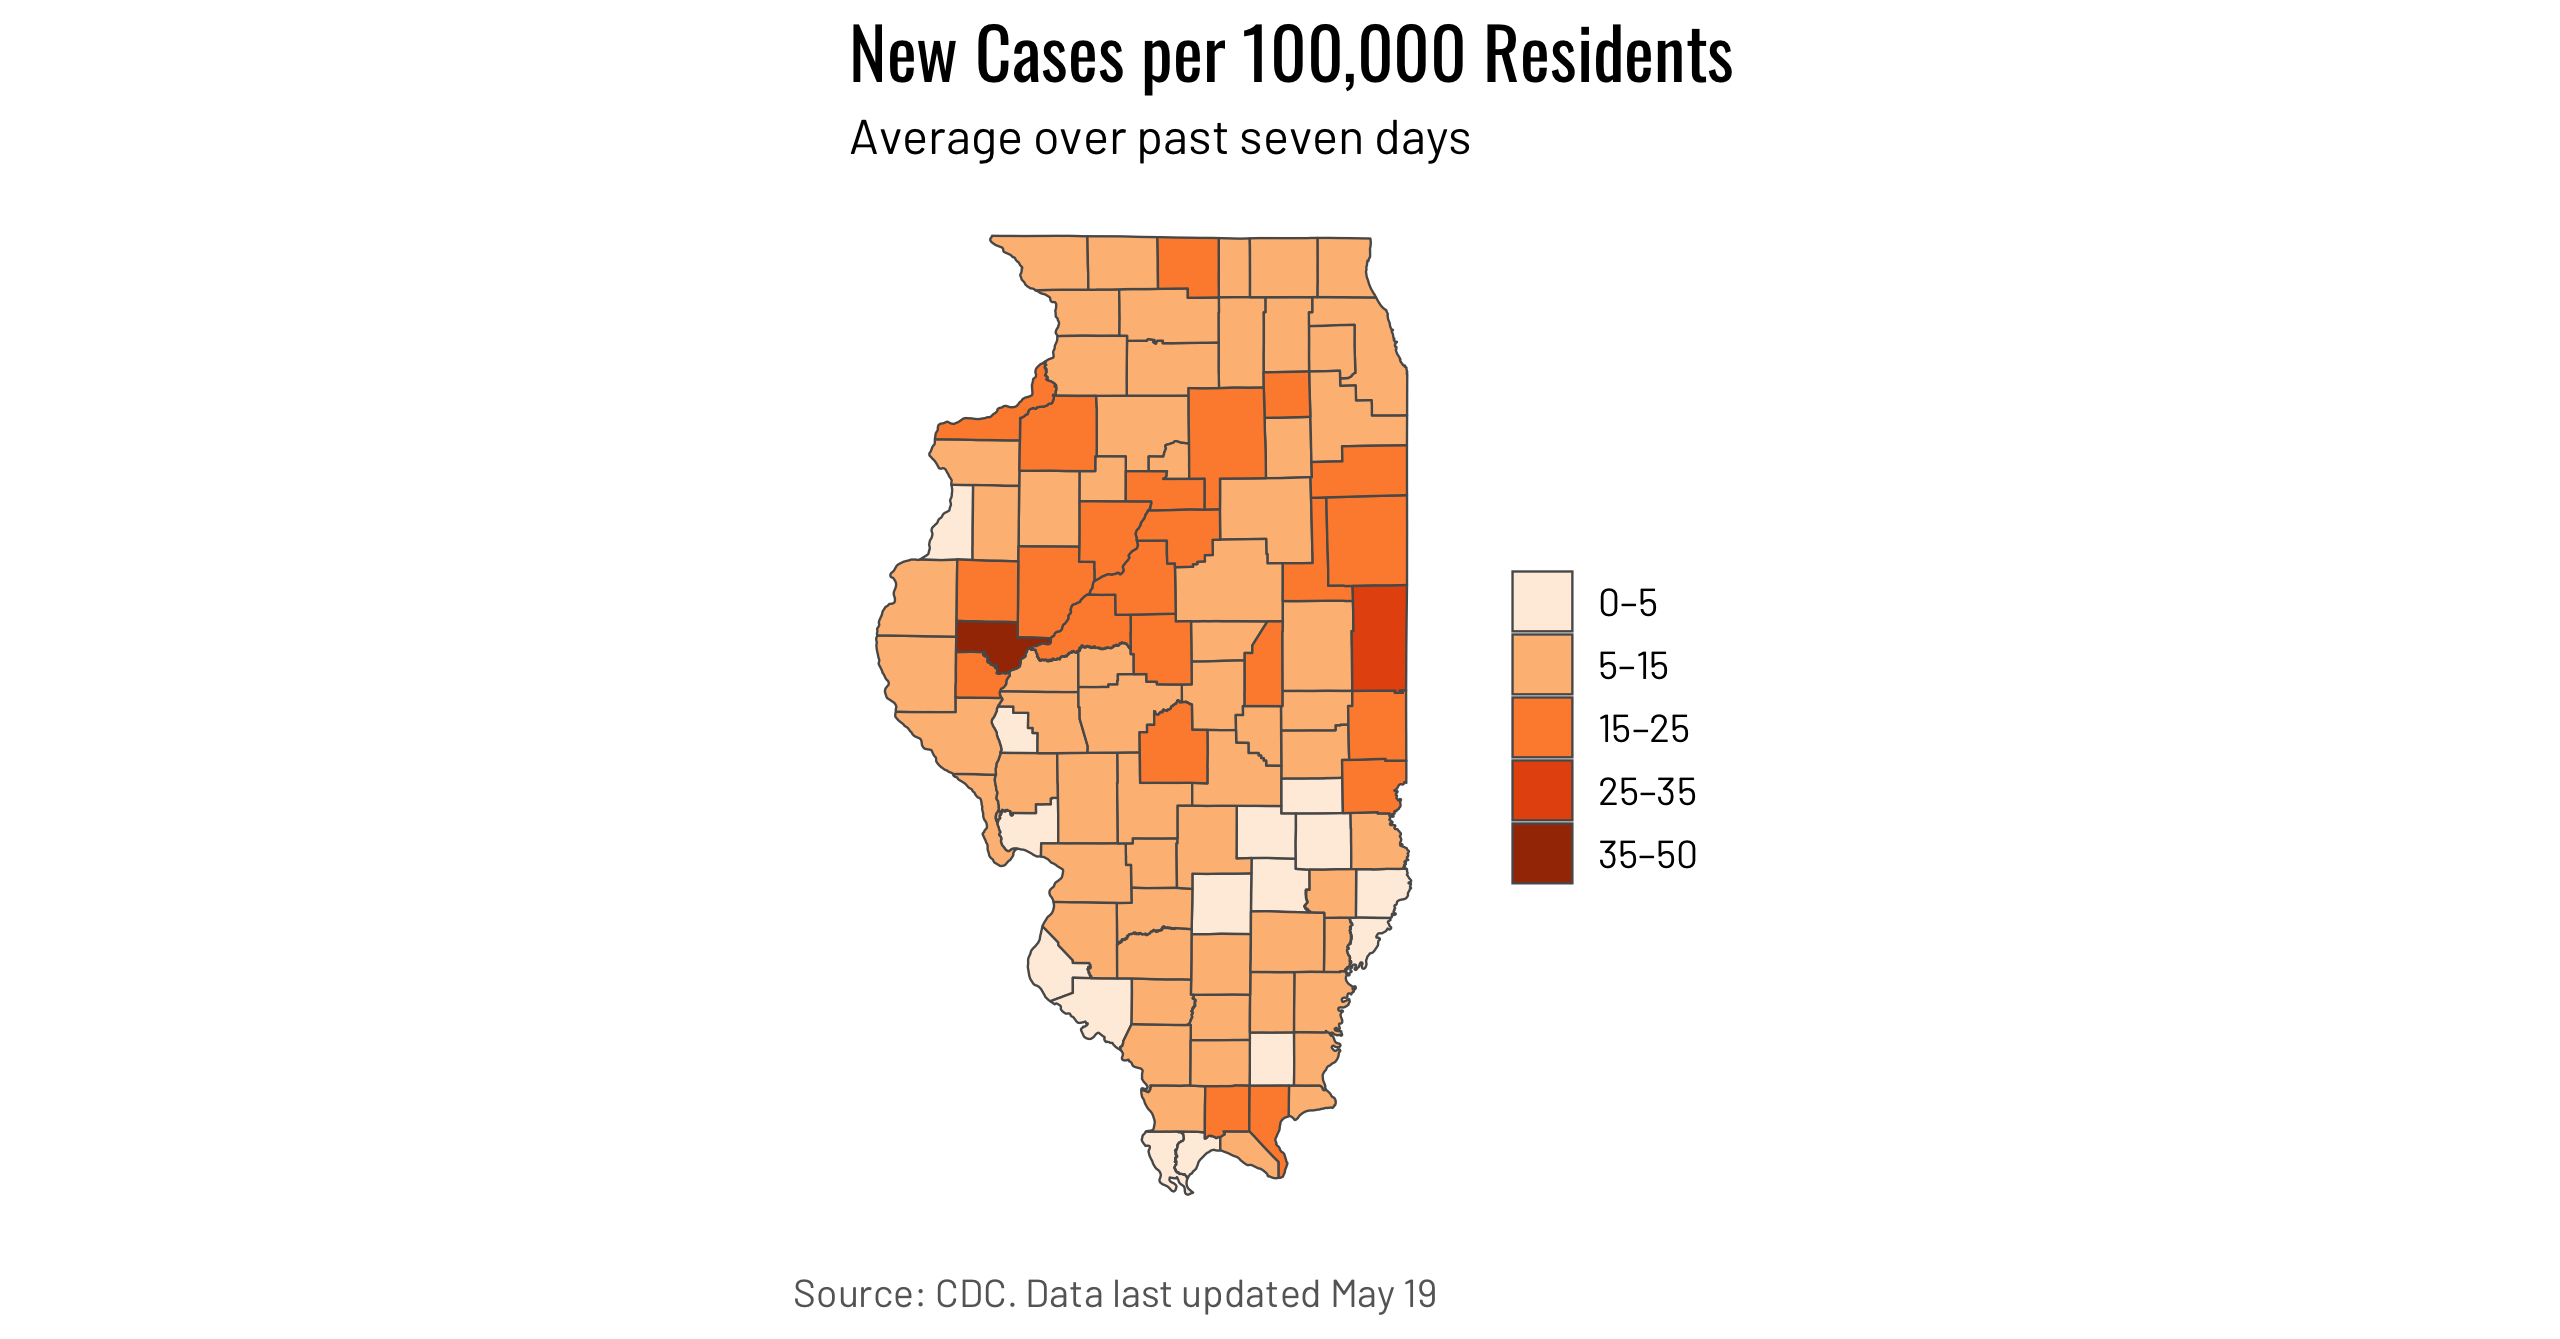 New Cases per 100,000 Residents
Average over past seven days
0–5
5–15
15–25
25–35
35–50
Source: CDC. Data last updated May 19